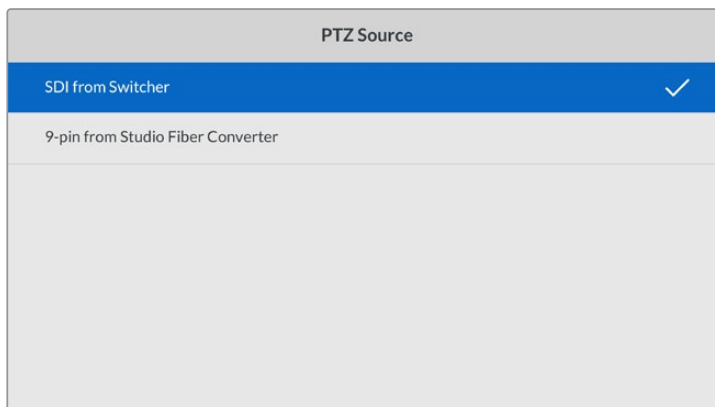 PTZ Source
SDI from Switcher
9-pin from Studio Fiber Converter